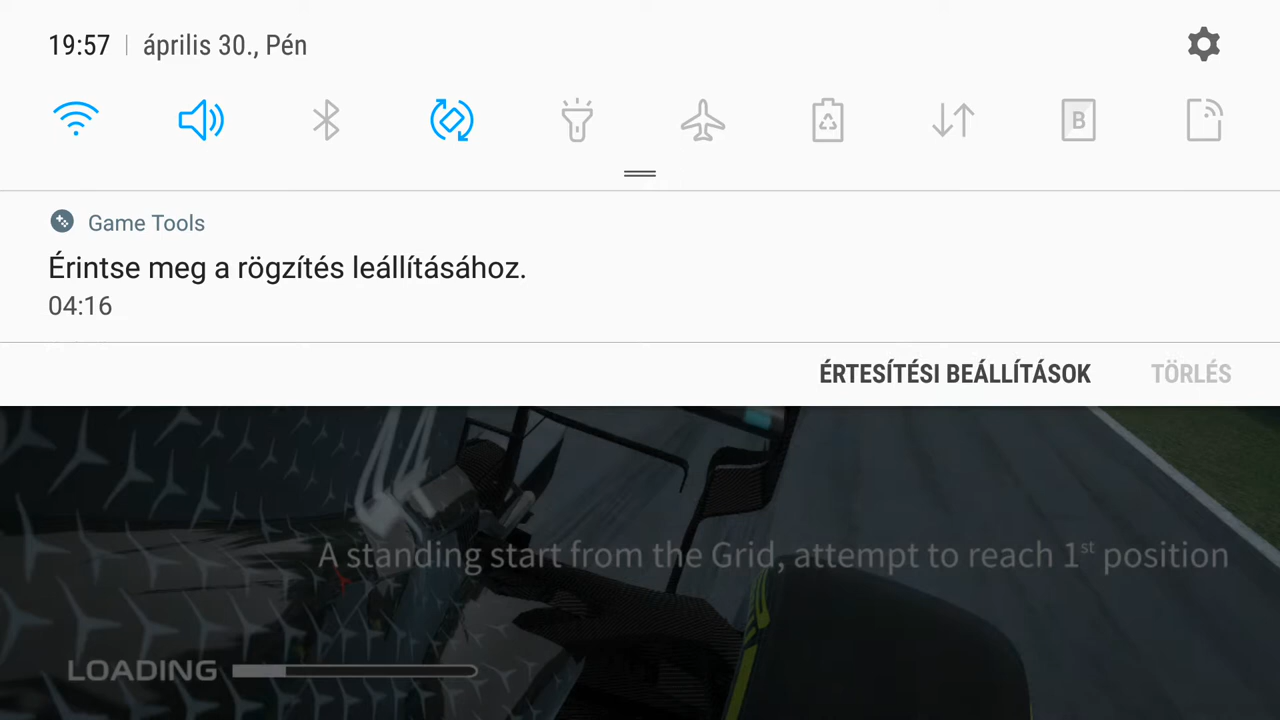 19:57 | április 30., Pén
B
Game Tools
Érintse meg a rögzítés leállításához.
04:16
ÉRTESÍTÉSI BEÁLLÍTÁSOK TÖRLÉS
A standing start from the Grid, attempt to reach 1st position
LOADING